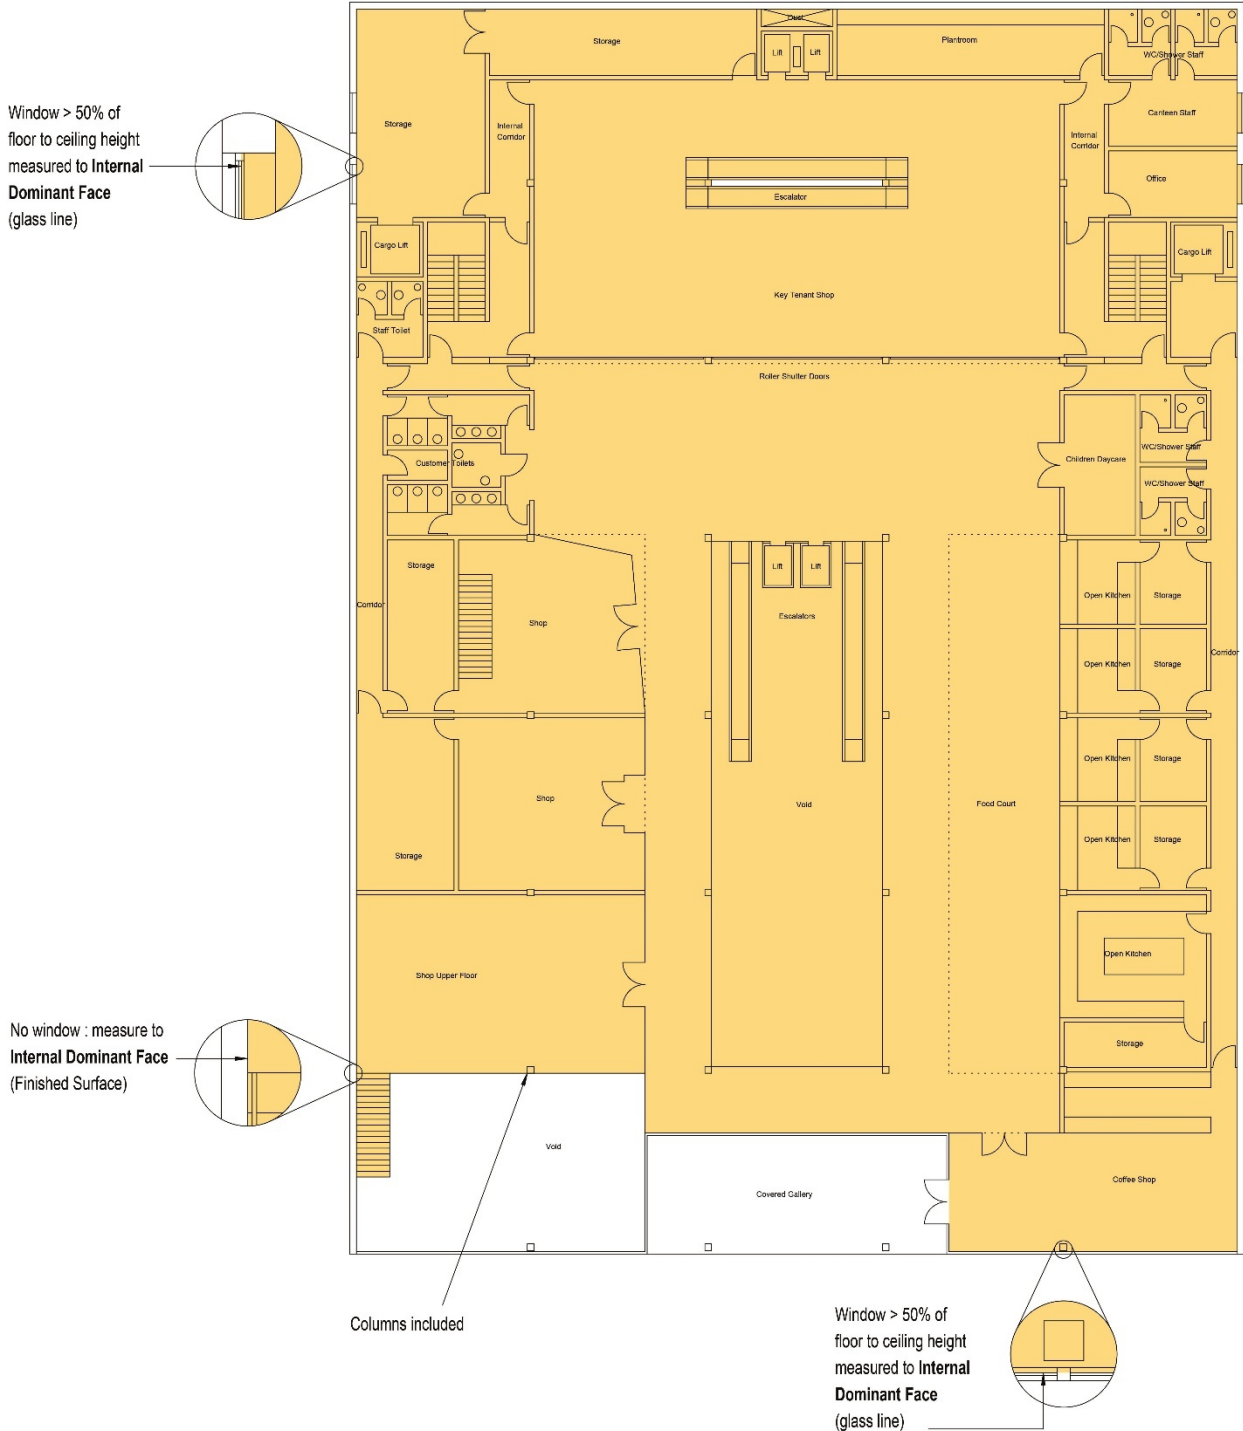 Duct
Storage
Plantroom
Lift
Lift
WC/Shower Staff
Window > 50% of
floor to ceiling height
measured to Internal
Dominant Face
(glass line)
Storage
Internal
Corridor
Internal
Corridor
Canteen Staff
Office
Escalator
Cargo Lift
Cargo Lift
Key Tenant Shop
Staff Toilet
Roller Shutter Doors
Customer Toilets
Children Daycare
WC/Shower Staff
WC/Shower Staff
Storage
Lift
Lift
Corridor
Shop
Escalators
Open Kitchen
Storage
Open Kitchen
Storage
Corridor
Open Kitchen
Storage
Shop
Void
Food Court
Storage
Open Kitchen
Storage
Shop Upper Floor
Open Kitchen
No window : measure to
Internal Dominant Face
(Finished Surface)
Storage
Void
Covered Gallery
Coffee Shop
Columns included
Window > 50% of
floor to ceiling height
measured to Internal
Dominant Face
(glass line)